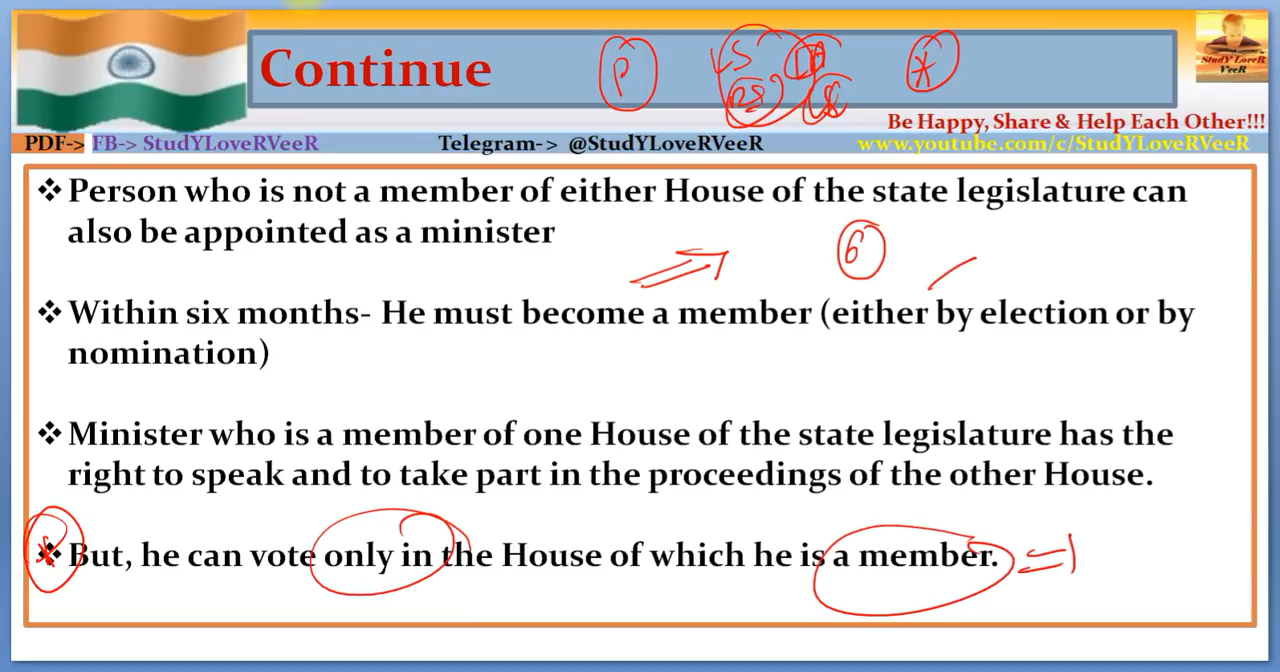 Continue
P
LS
LA
RS
StudY LoveR
VeeR
Be Happy, Share & Help Each Other!!!
PDF-> FB-> StudYLoveRVeeR Telegram-> @StudYLoveRVeeR www.youtube.com/c/StudYLoveRVeeR
❖ Person who is not a member of either House of the state legislature can
also be appointed as a minister
6
❖ Within six months- He must become a member (either by election or by
nomination)
❖ Minister who is a member of one House of the state legislature has the
right to speak and to take part in the proceedings of the other House.
❖ But, he can vote only in the House of which he is a member.